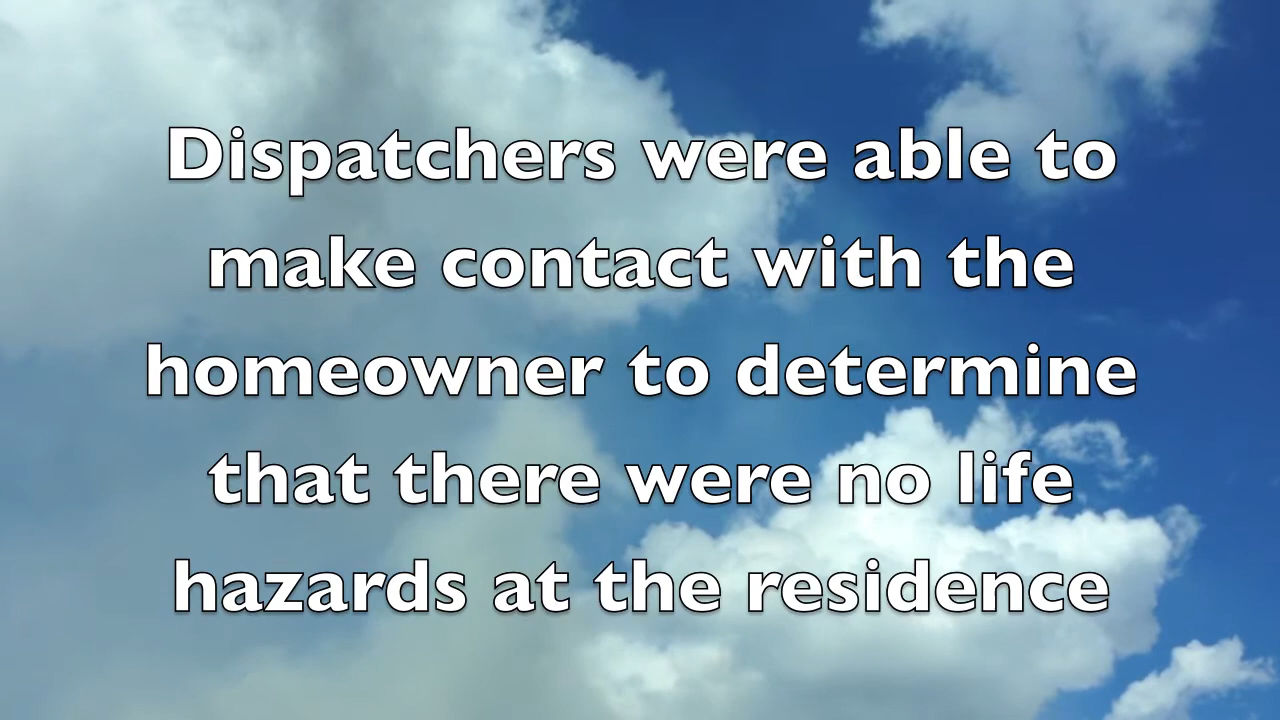 Dispatchers were able to
make contact with the
homeowner to determine
that there were no life
hazards at the residence